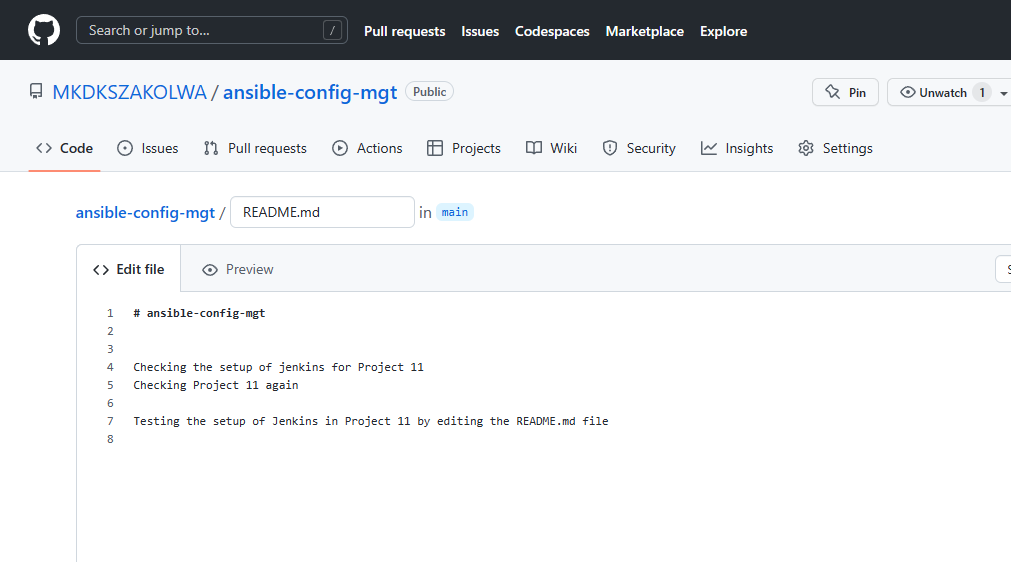 Search or jump to... / Pull requests Issues Codespaces Marketplace Explore
MKDKSZAKOLWA / ansible-config-mgt Public Pin Unwatch 1
Code Issues Pull requests Actions Projects Wiki Security Insights Settings
ansible-config-mgt / README.md in main
<> Edit file Preview
1 # ansible-config-mgt
2
3
4 Checking the setup of jenkins for Project 11
5 Checking Project 11 again
6
7 Testing the setup of Jenkins in Project 11 by editing the README.md file
8